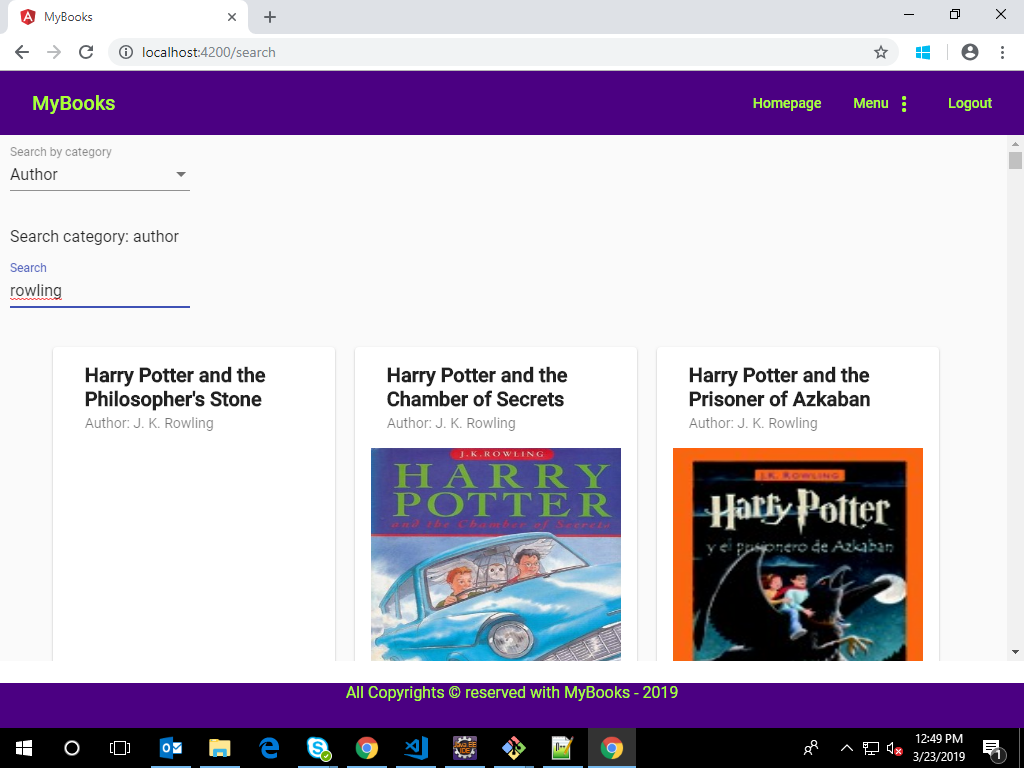 MyBooks
localhost:4200/search
MyBooks
Homepage
Menu
Logout
Search by category
Author
Search category: author
Search
rowling
Harry Potter and the
Philosopher's Stone
Author: J. K. Rowling
Harry Potter and the
Chamber of Secrets
Author: J. K. Rowling
J.K.ROWLING
HARRY
POTTER
and the Chamber of Secrets
Harry Potter and the
Prisoner of Azkaban
Author: J. K. Rowling
J.K. ROWLING
Harry Potter
y el prisionero de Azkaban
All Copyrights © reserved with MyBooks - 2019
12:49 PM
3/23/2019
1